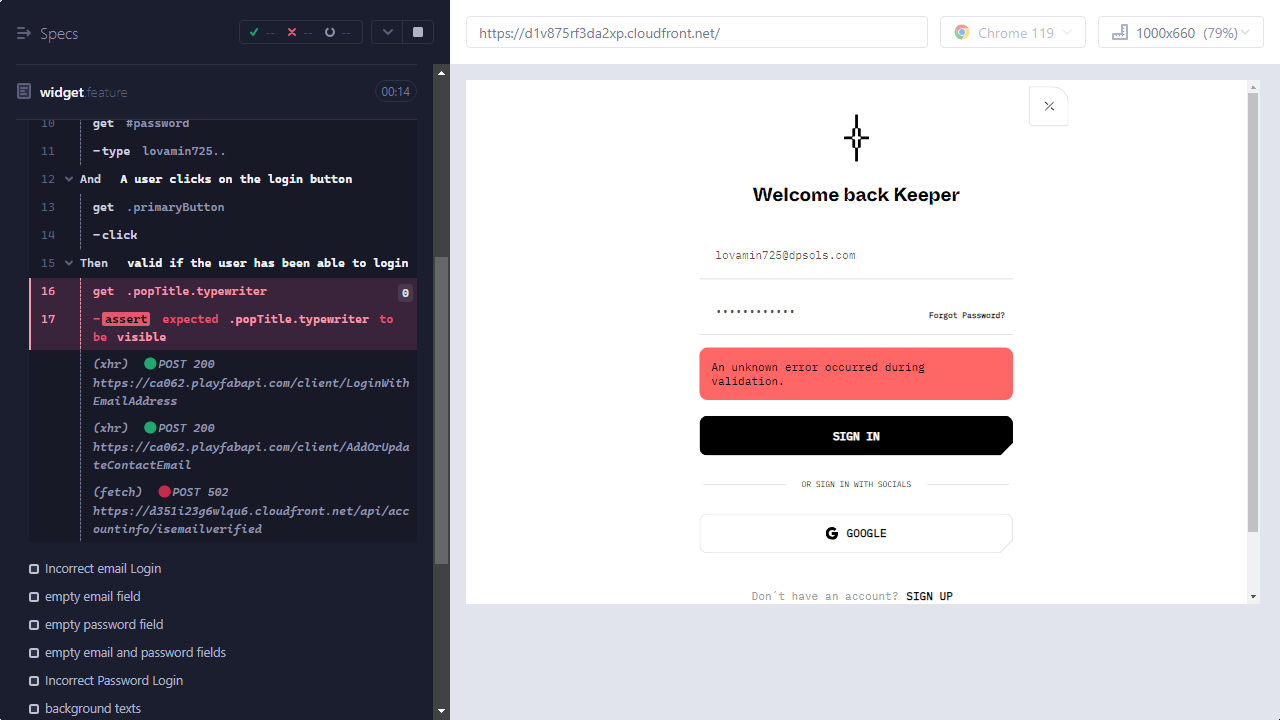 Specs
-- -- --
https://d1v875rf3da2xp.cloudfront.net/
Chrome 119
1000x660 (79%)
widget.feature
00:14
10 get #password
11 -type lovamin725..
12 And A user clicks on the login button
13 get .primaryButton
14 -click
15 Then valid if the user has been able to login
16 get .popTitle.typewriter 0
17 -assert expected .popTitle.typewriter to
be visible
(xhr) POST 200
https://ca062.playfabapi.com/client/LoginWith
EmailAddress
(xhr) POST 200
https://ca062.playfabapi.com/client/AddOrUpda
teContactEmail
(fetch) POST 502
https://d351i23g6wlqu6.cloudfront.net/api/acc
ountinfo/isemailverified
Incorrect email Login
empty email field
empty password field
empty email and password fields
Incorrect Password Login
background texts
Welcome back Keeper
lovamin725@dpsols.com
Forgot Password?
An unknown error occurred during
validation.
SIGN IN
OR SIGN IN WITH SOCIALS
GOOGLE
Don´t have an account? SIGN UP